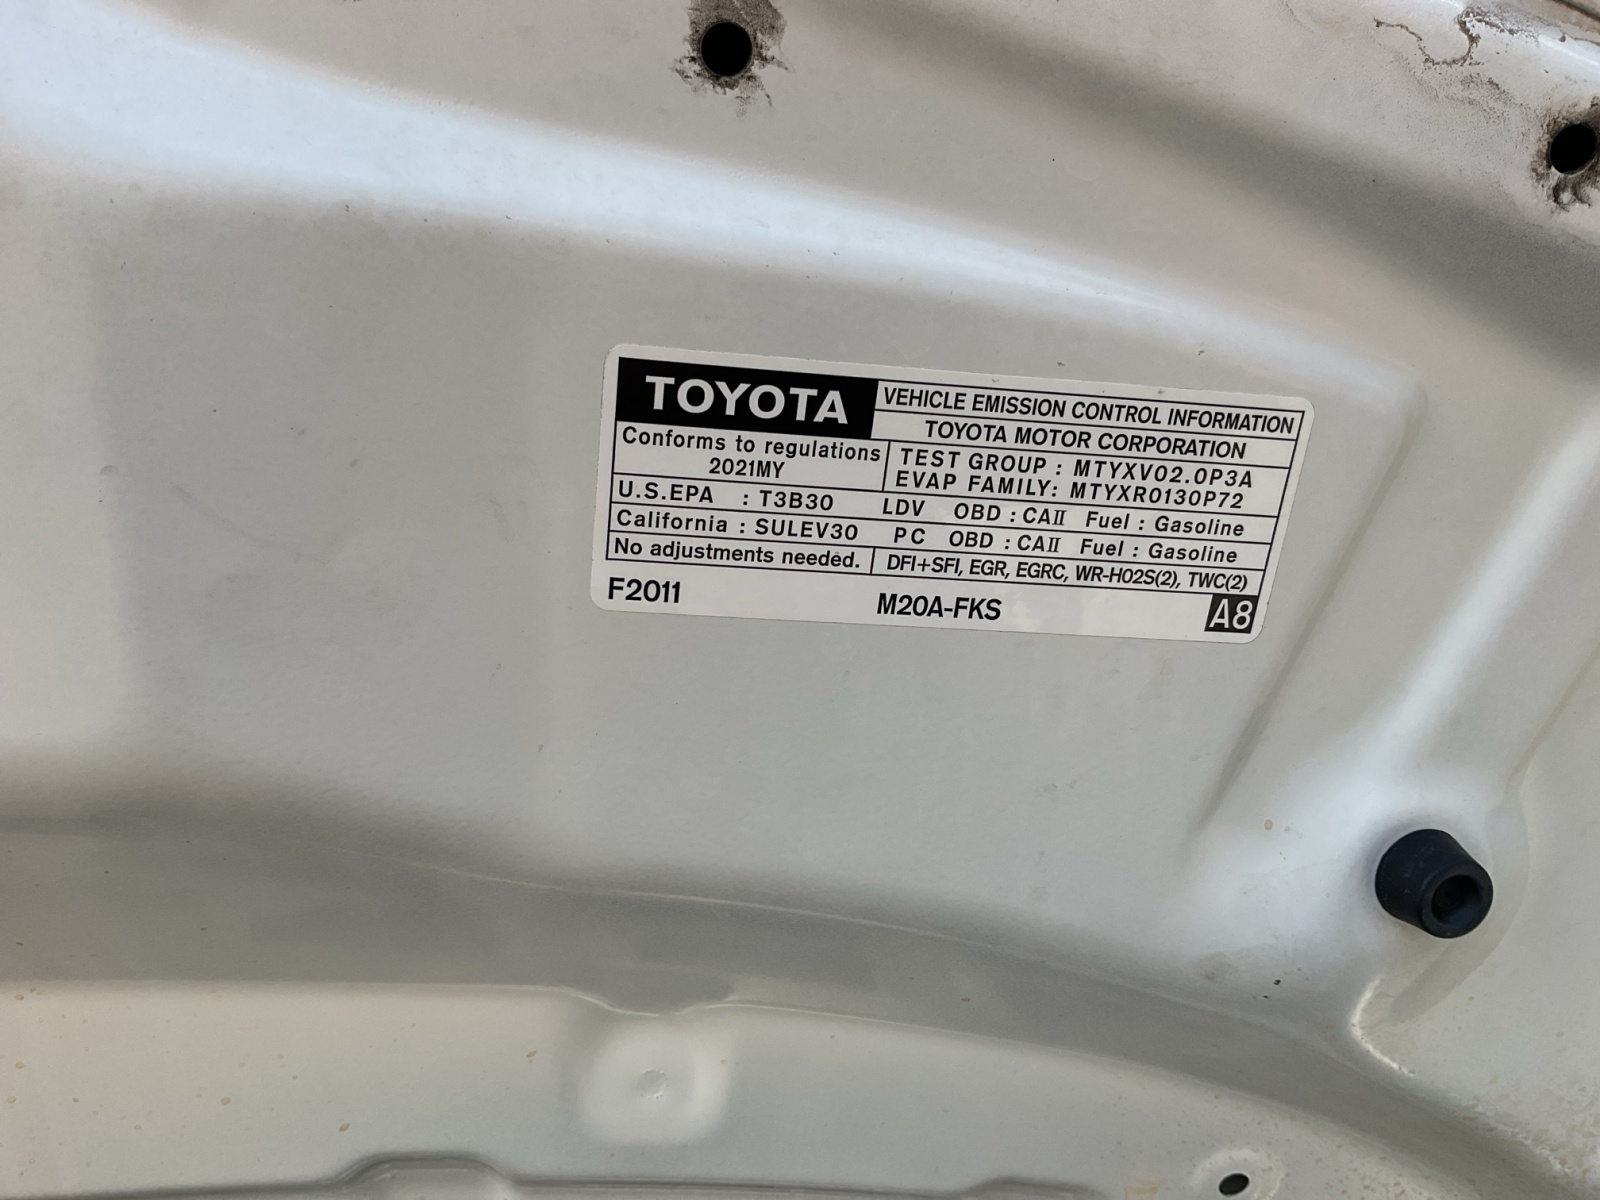 TOYOTA VEHICLE EMISSION CONTROL INFORMATION
TOYOTA MOTOR CORPORATION
Conforms to regulations
2021MY
TEST GROUP : MTYXV02.0P3A
EVAP FAMILY: MTYXR0130P72
U.S.EPA : T3B30 LDV OBD : CAII Fuel : Gasoline
California : SULEV30 PC OBD : CAII Fuel : Gasoline
No adjustments needed. DFI+SFI, EGR, EGRC, WR-HO2S(2), TWC(2)
F2011 M20A-FKS A8